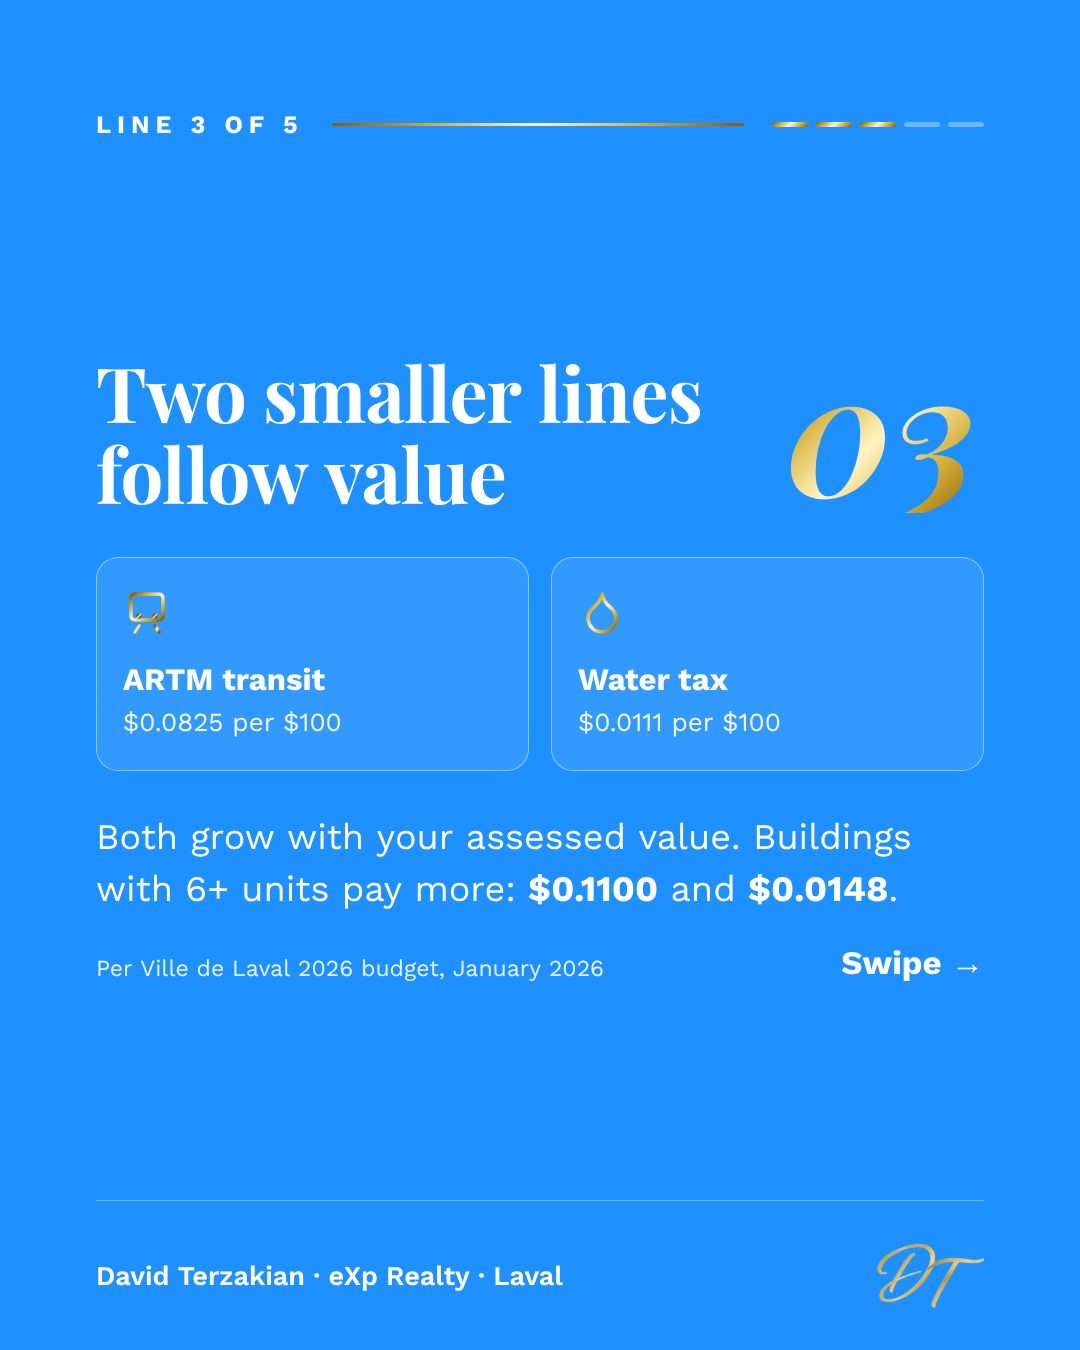 LINE 3 OF 5
Two smaller lines
follow value
03
ARTM transit
$0.0825 per $100
Water tax
$0.0111 per $100
Both grow with your assessed value. Buildings
with 6+ units pay more: $0.1100 and $0.0148.
Per Ville de Laval 2026 budget, January 2026
Swipe →
David Terzakian · eXp Realty · Laval
DT